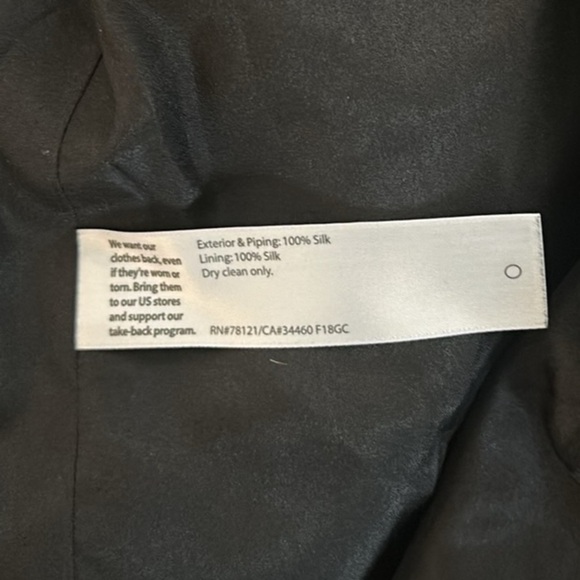 We want our
clothes back, even
if they're worn or
torn. Bring them
to our US stores
and support our
take-back program.
Exterior & Piping: 100% Silk
Lining: 100% Silk
Dry clean only.
RN#78121/CA#34460 F18GC